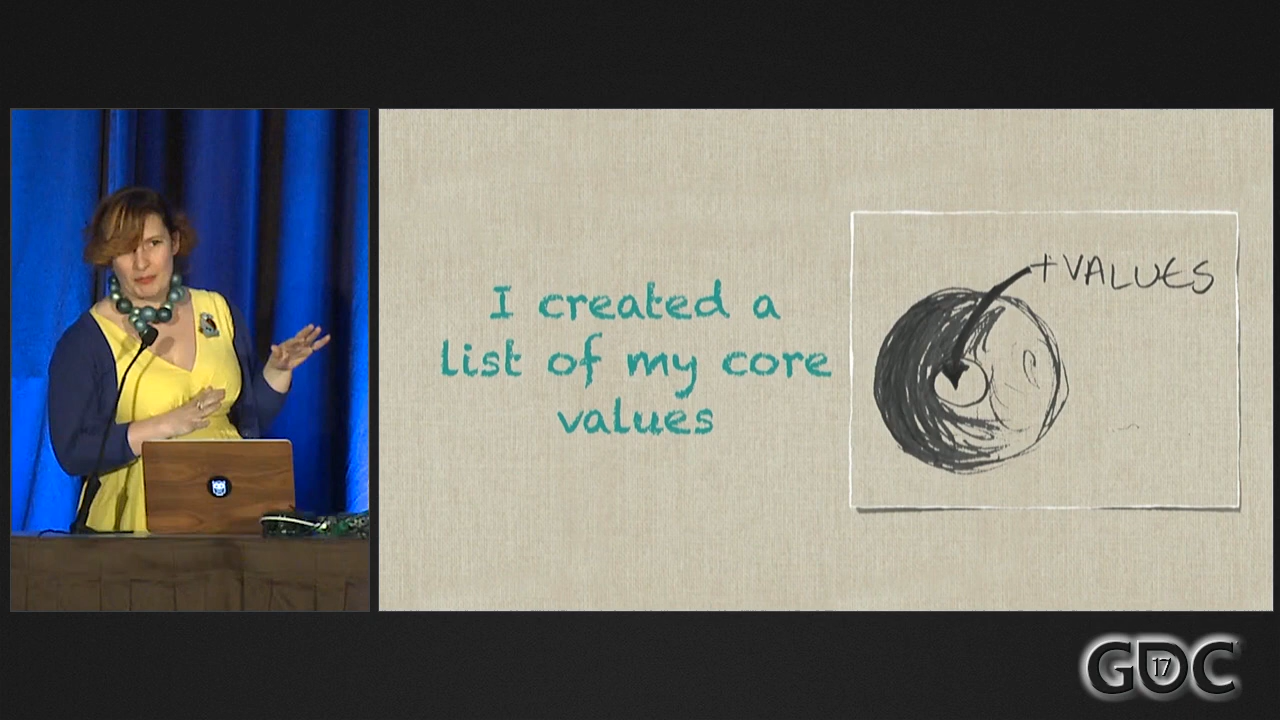 I created a
list of my core
values
+VALUES
GDC
17